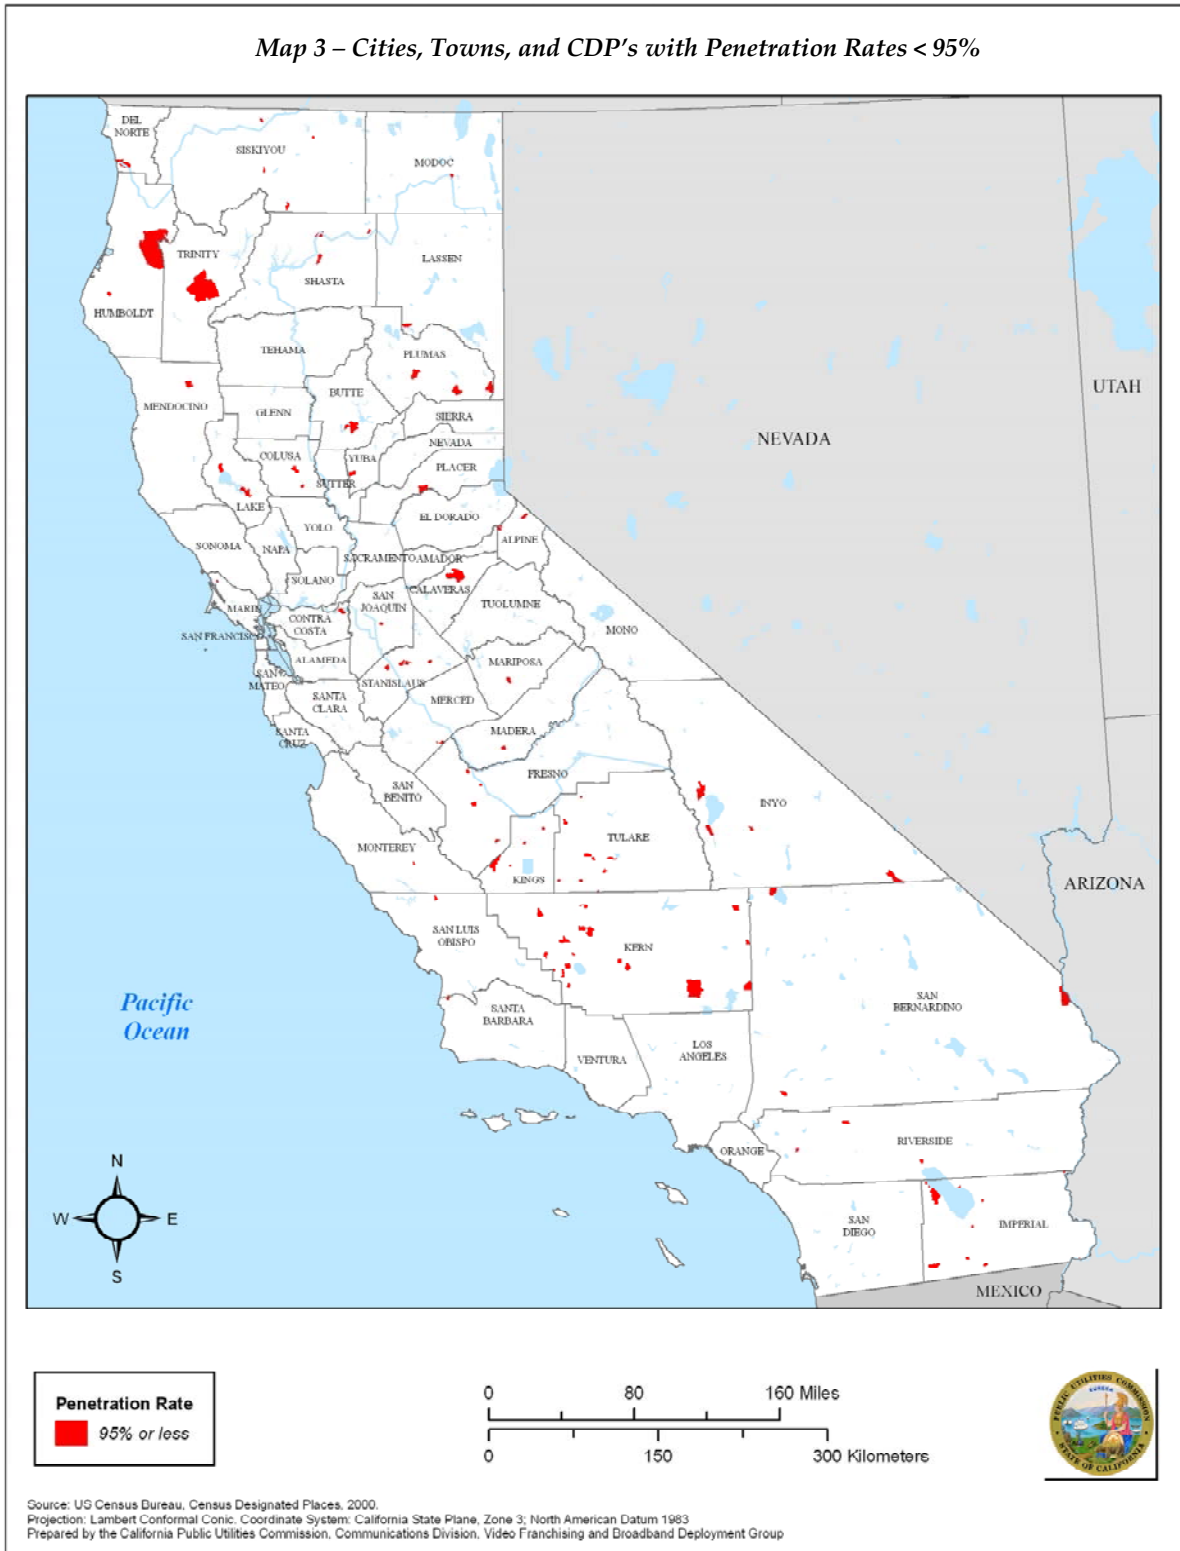 Map 3 – Cities, Towns, and CDP's with Penetration Rates < 95%
DEL
NORTE
SISKIYOU
MODOC
TRINITY
SHASTA
LASSEN
HUMBOLDT
TEHAMA
PLUMAS
BUTTE
MENDOCINO
GLENN
SIERRA
NEVADA
COLUSA
YUBA
PLACER
SUTTER
LAKE
EL DORADO
YOLO
SONOMA
NAPA
ALPINE
SACRAMENTO
AMADOR
SOLANO
CALAVERAS
SAN
JOAQUIN
TUOLUMNE
MARIN
CONTRA
COSTA
MONO
SAN FRANCISCO
ALAMEDA
MARIPOSA
SAN
MATEO
STANISLAUS
SANTA
CLARA
MERCED
SANTA
CRUZ
MADERA
FRESNO
SAN
BENITO
INYO
MONTEREY
TULARE
KINGS
SAN LUIS
OBISPO
KERN
SAN
BERNARDINO
SANTA
BARBARA
VENTURA
LOS
ANGELES
ORANGE
RIVERSIDE
SAN
DIEGO
IMPERIAL
NEVADA
UTAH
ARIZONA
MEXICO
Pacific
Ocean
N
W
E
S
Penetration Rate
95% or less
0 80 160 Miles
0 150 300 Kilometers
PUBLIC UTILITIES COMMISSION
EUREKA
STATE OF CALIFORNIA
Source: US Census Bureau, Census Designated Places, 2000.
Projection: Lambert Conformal Conic. Coordinate System: California State Plane, Zone 3; North American Datum 1983
Prepared by the California Public Utilities Commission, Communications Division, Video Franchising and Broadband Deployment Group